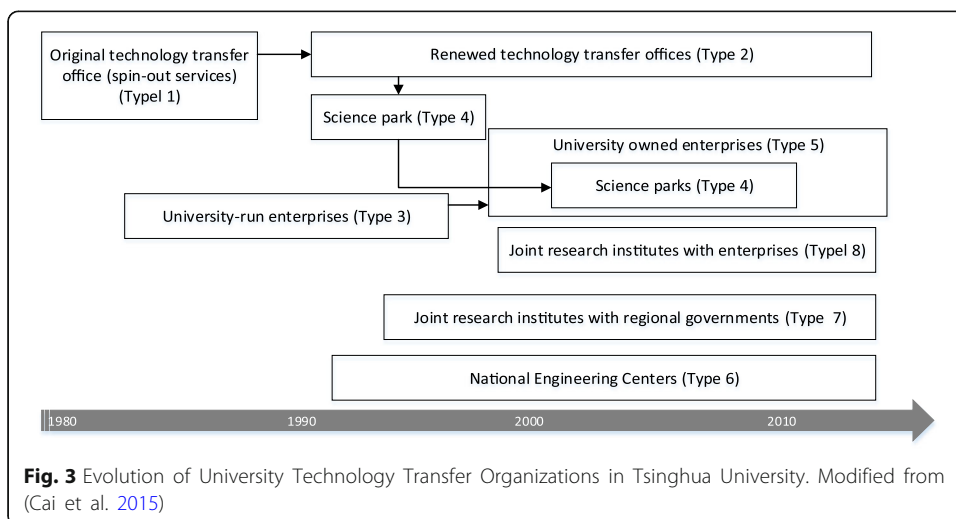 Original technology transfer
office (spin-out services)
(Typel 1)
Renewed technology transfer offices (Type 2)
Science park (Type 4)
University owned enterprises (Type 5)
Science parks (Type 4)
University-run enterprises (Type 3)
Joint research institutes with enterprises (Typel 8)
Joint research institutes with regional governments (Type 7)
National Engineering Centers (Type 6)
1980 1990 2000 2010
Fig. 3 Evolution of University Technology Transfer Organizations in Tsinghua University. Modified from
(Cai et al. 2015)